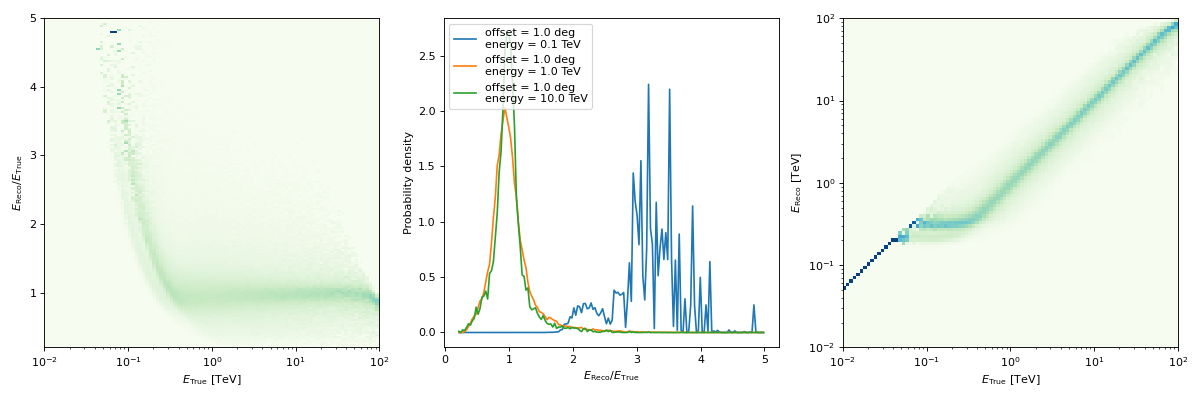 5
4
3
2
1
E_Reco/E_True
10^-2
10^-1
10^0
10^1
10^2
E_True [TeV]
offset = 1.0 deg
energy = 0.1 TeV
offset = 1.0 deg
energy = 1.0 TeV
offset = 1.0 deg
energy = 10.0 TeV
2.5
2.0
1.5
1.0
0.5
0.0
Probability density
0
1
2
3
4
5
E_Reco/E_True
10^2
10^1
10^0
10^-1
10^-2
E_Reco [TeV]
10^-2
10^-1
10^0
10^1
10^2
E_True [TeV]